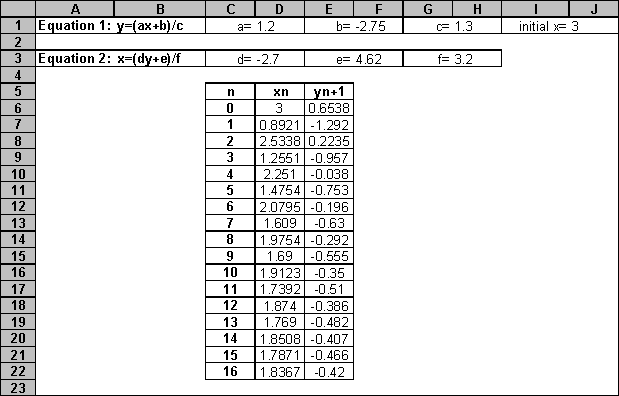 A B C D E F G H I J
1 Equation 1: y=(ax+b)/c a= 1.2 b= -2.75 c= 1.3 initial x= 3
2
3 Equation 2: x=(dy+e)/f d= -2.7 e= 4.62 f= 3.2
4
5 n xn yn+1
6 0 3 0.6538
7 1 0.8921 -1.292
8 2 2.5338 0.2235
9 3 1.2551 -0.957
10 4 2.251 -0.038
11 5 1.4754 -0.753
12 6 2.0795 -0.196
13 7 1.609 -0.63
14 8 1.9754 -0.292
15 9 1.69 -0.555
16 10 1.9123 -0.35
17 11 1.7392 -0.51
18 12 1.874 -0.386
19 13 1.769 -0.482
20 14 1.8508 -0.407
21 15 1.7871 -0.466
22 16 1.8367 -0.42
23